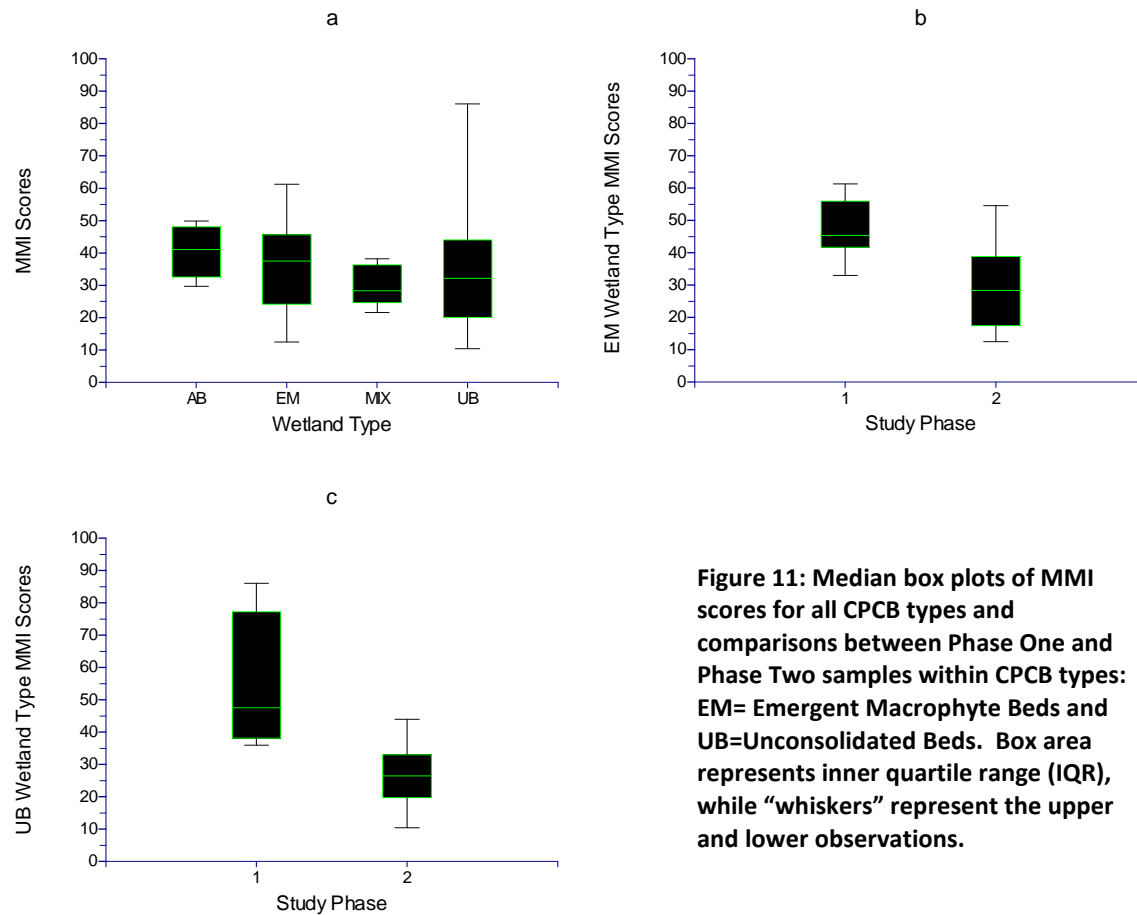 a
100
90
80
70
60
50
40
30
20
10
0
MMI Scores
AB EM MIX UB
Wetland Type
b
100
90
80
70
60
50
40
30
20
10
0
EM Wetland Type MMI Scores
1 2
Study Phase
c
100
90
80
70
60
50
40
30
20
10
0
UB Wetland Type MMI Scores
1 2
Study Phase
Figure 11: Median box plots of MMI
scores for all CPCB types and
comparisons between Phase One and
Phase Two samples within CPCB types:
EM= Emergent Macrophyte Beds and
UB=Unconsolidated Beds.  Box area
represents inner quartile range (IQR),
while “whiskers” represent the upper
and lower observations.